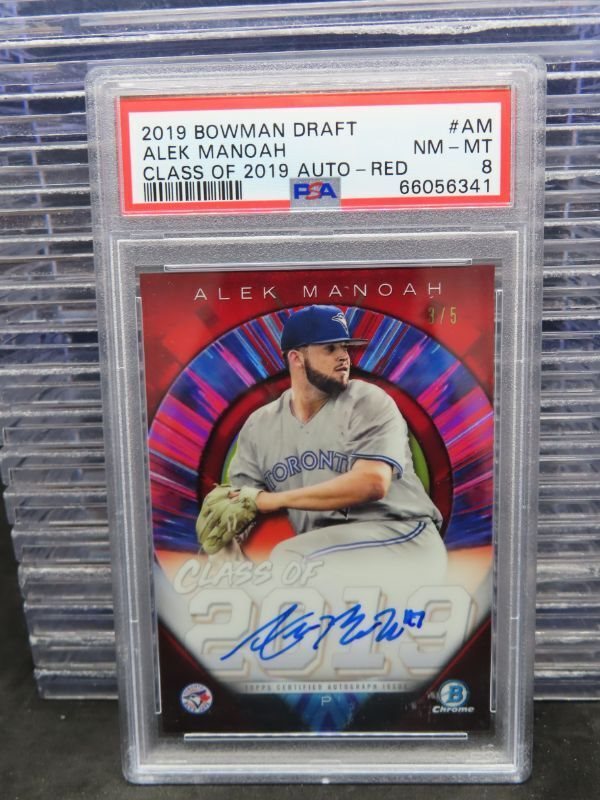 2019 BOWMAN DRAFT #AM
ALEK MANOAH NM - MT
CLASS OF 2019 AUTO - RED 8
PSA 66056341
ALEK MANOAH
3/5
TORONTO
CLASS OF
2019
TOPPS CERTIFIED AUTOGRAPH ISSUE
P
B
Chrome